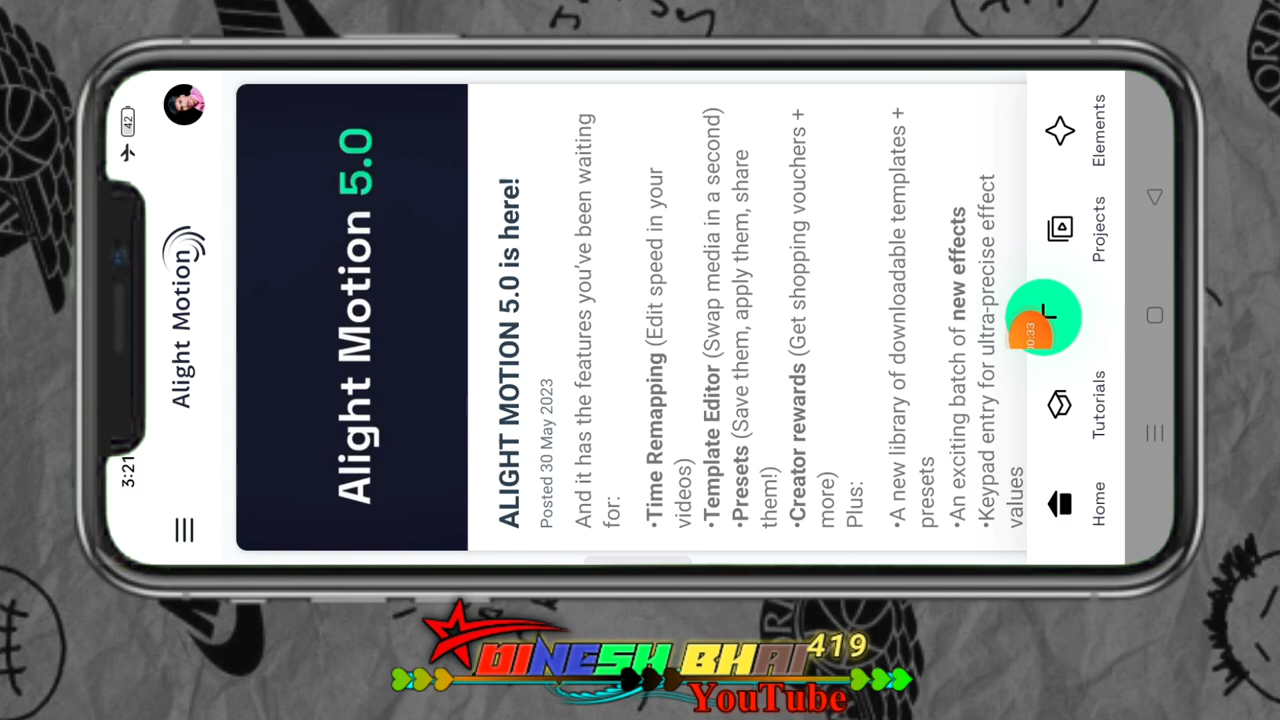 3:21
42
Alight Motion
Alight Motion 5.0
ALIGHT MOTION 5.0 is here!
Posted 30 May 2023
And it has the features you've been waiting
for:
•Time Remapping (Edit speed in your
videos)
•Template Editor (Swap media in a second)
•Presets (Save them, apply them, share
them!)
•Creator rewards (Get shopping vouchers +
more)
Plus:
•A new library of downloadable templates +
presets
•An exciting batch of new effects
•Keypad entry for ultra-precise effect
values
00:33
Home
Tutorials
Projects
Elements
DINESH BHAI 419
YouTube